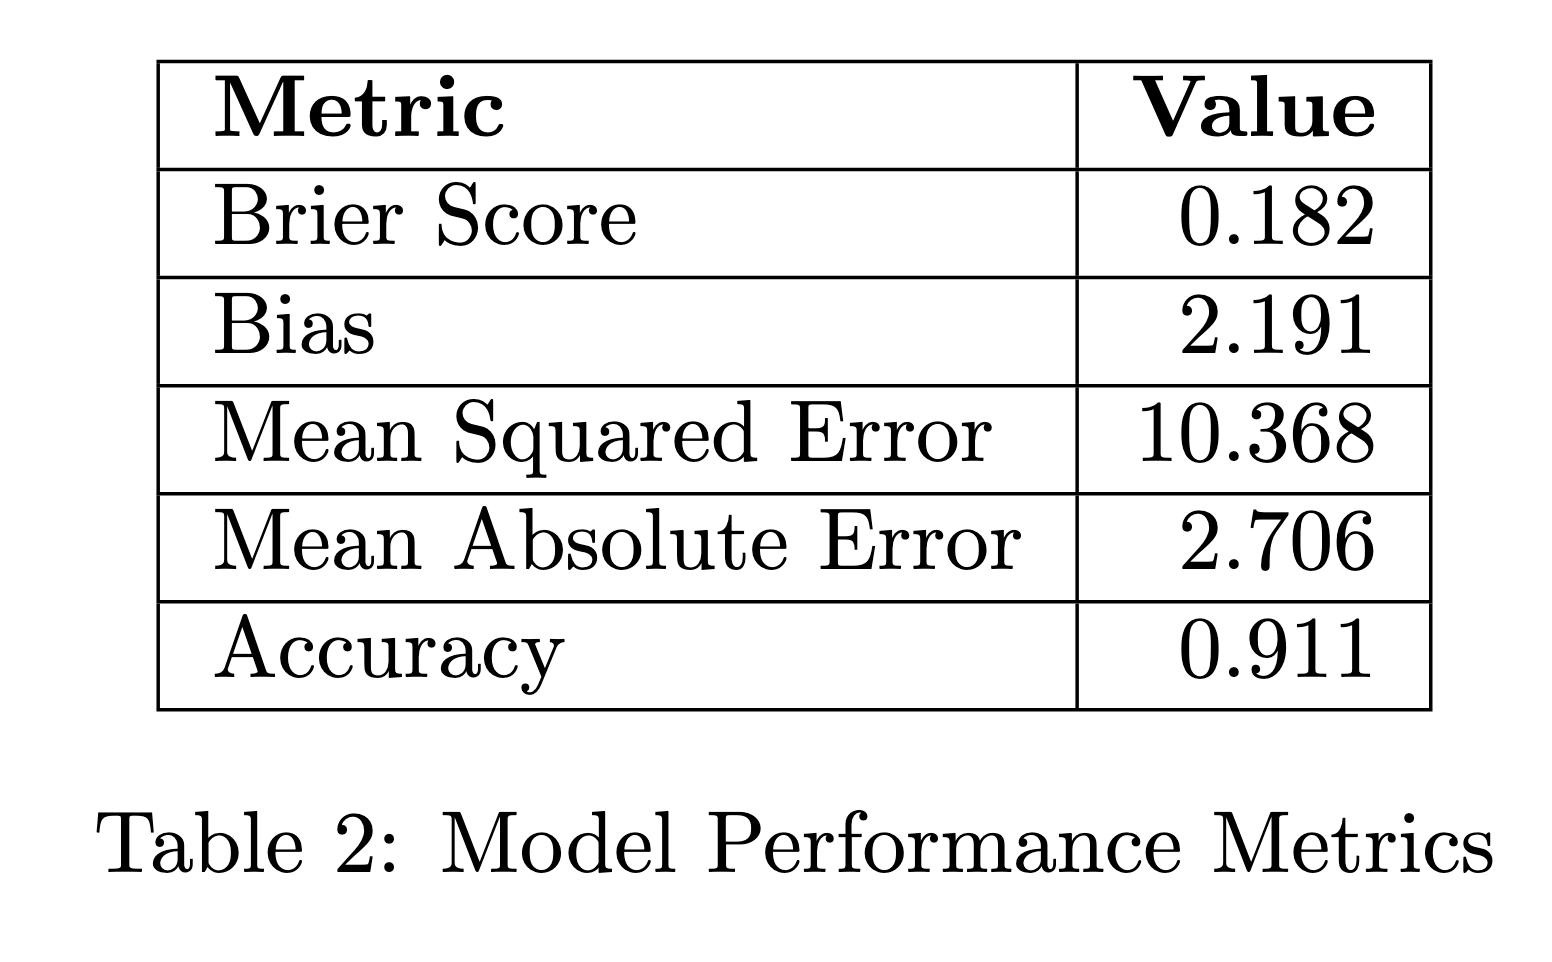 Metric Value
Brier Score 0.182
Bias 2.191
Mean Squared Error 10.368
Mean Absolute Error 2.706
Accuracy 0.911
Table 2: Model Performance Metrics